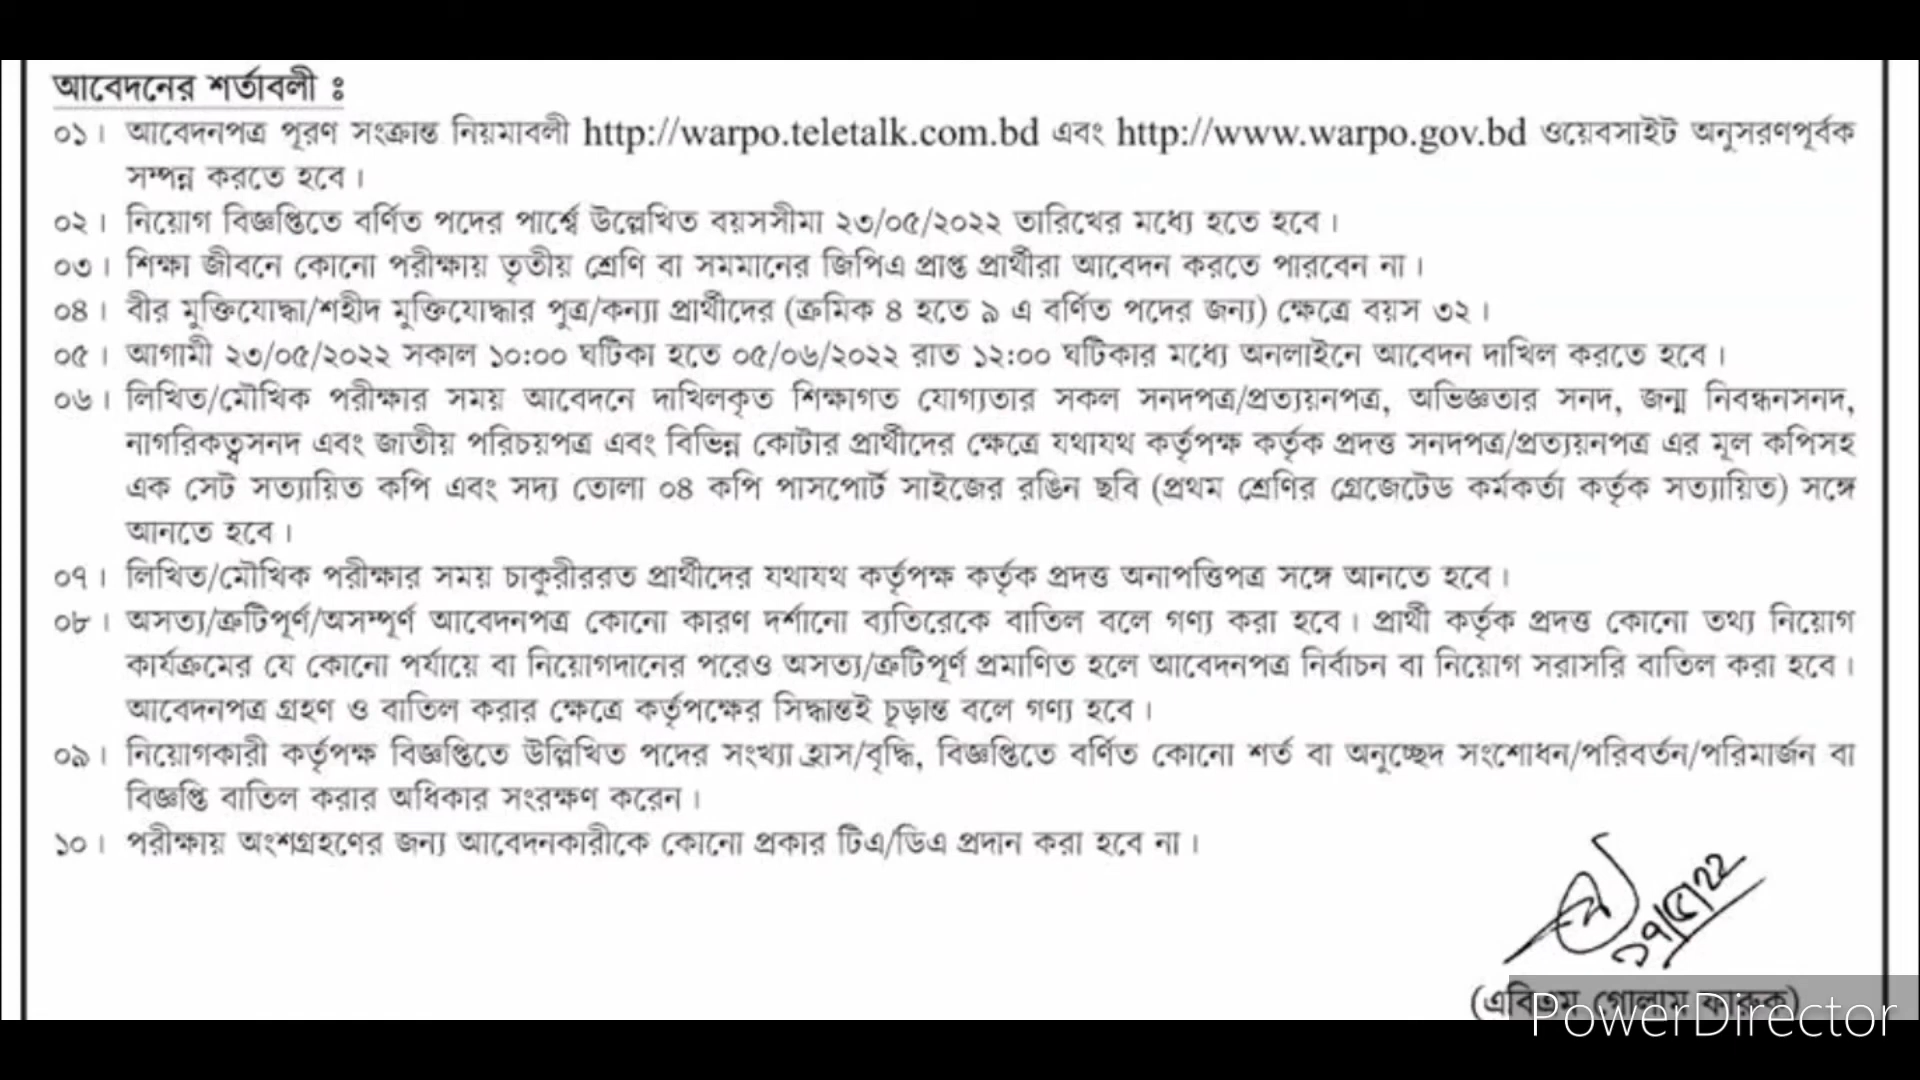 আবেদনের শর্তাবলী ঃ
০১। আবেদনপত্র পূরণ সংক্রান্ত নিয়মাবলী http://warpo.teletalk.com.bd এবং http://www.warpo.gov.bd ওয়েবসাইট অনুসরণপূর্বক
সম্পন্ন করতে হবে।
০২। নিয়োগ বিজ্ঞপ্তিতে বর্ণিত পদের পার্শ্বে উল্লেখিত বয়সসীমা ২৩/০৫/২০২২ তারিখের মধ্যে হতে হবে।
০৩। শিক্ষা জীবনে কোনো পরীক্ষায় তৃতীয় শ্রেণি বা সমমানের জিপিএ প্রাপ্ত প্রার্থীরা আবেদন করতে পারবেন না।
০৪। বীর মুক্তিযোদ্ধা/শহীদ মুক্তিযোদ্ধার পুত্র/কন্যা প্রার্থীদের (ক্রমিক ৪ হতে ৯ এ বর্ণিত পদের জন্য) ক্ষেত্রে বয়স ৩২।
০৫। আগামী ২৩/০৫/২০২২ সকাল ১০:০০ ঘটিকা হতে ০৫/০৬/২০২২ রাত ১২:০০ ঘটিকার মধ্যে অনলাইনে আবেদন দাখিল করতে হবে।
০৬। লিখিত/মৌখিক পরীক্ষার সময় আবেদনে দাখিলকৃত শিক্ষাগত যোগ্যতার সকল সনদপত্র/প্রত্যয়নপত্র, অভিজ্ঞতার সনদ, জন্ম নিবন্ধনসনদ,
নাগরিকত্বসনদ এবং জাতীয় পরিচয়পত্র এবং বিভিন্ন কোটার প্রার্থীদের ক্ষেত্রে যথাযথ কর্তৃপক্ষ কর্তৃক প্রদত্ত সনদপত্র/প্রত্যয়নপত্র এর মূল কপিসহ
এক সেট সত্যায়িত কপি এবং সদ্য তোলা ০৪ কপি পাসপোর্ট সাইজের রঙিন ছবি (প্রথম শ্রেণির গ্রেজেটেড কর্মকর্তা কর্তৃক সত্যায়িত) সঙ্গে
আনতে হবে।
০৭। লিখিত/মৌখিক পরীক্ষার সময় চাকুরীররত প্রার্থীদের যথাযথ কর্তৃপক্ষ কর্তৃক প্রদত্ত অনাপত্তিপত্র সঙ্গে আনতে হবে।
০৮। অসত্য/ত্রুটিপূর্ণ/অসম্পূর্ণ আবেদনপত্র কোনো কারণ দর্শানো ব্যতিরেকে বাতিল বলে গণ্য করা হবে। প্রার্থী কর্তৃক প্রদত্ত কোনো তথ্য নিয়োগ
কার্যক্রমের যে কোনো পর্যায়ে বা নিয়োগদানের পরেও অসত্য/ত্রুটিপূর্ণ প্রমাণিত হলে আবেদনপত্র নির্বাচন বা নিয়োগ সরাসরি বাতিল করা হবে।
আবেদনপত্র গ্রহণ ও বাতিল করার ক্ষেত্রে কর্তৃপক্ষের সিদ্ধান্তই চূড়ান্ত বলে গণ্য হবে।
০৯। নিয়োগকারী কর্তৃপক্ষ বিজ্ঞপ্তিতে উল্লিখিত পদের সংখ্যা হ্রাস/বৃদ্ধি, বিজ্ঞপ্তিতে বর্ণিত কোনো শর্ত বা অনুচ্ছেদ সংশোধন/পরিবর্তন/পরিমার্জন বা
বিজ্ঞপ্তি বাতিল করার অধিকার সংরক্ষণ করেন।
১০। পরীক্ষায় অংশগ্রহণের জন্য আবেদনকারীকে কোনো প্রকার টিএ/ডিএ প্রদান করা হবে না।
১৭/৫/২২
(এবিতম গোলাম ফারুক)
PowerDirector